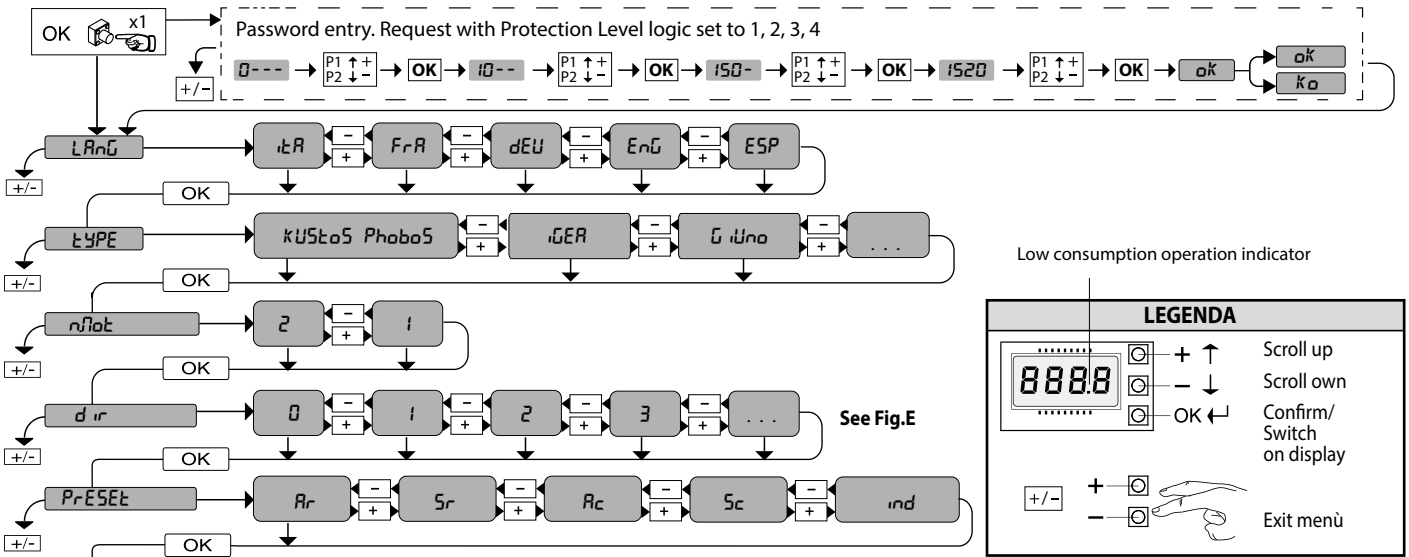 OK x1
Password entry. Request with Protection Level logic set to 1, 2, 3, 4
+/- 0--- P1 ↑ + P2 ↓ - OK 10-- P1 ↑ + P2 ↓ - OK 150- P1 ↑ + P2 ↓ - OK 1520 P1 ↑ + P2 ↓ - OK oK oK
Ko
LAnG itA - + FrA - + dEU - + EnG - + ESP
+/-
OK
tYPE KUStoS PhoboS - + iGEA - + G iUno - + ...
+/-
OK
nMot 2 - + 1
+/-
OK
d ir 0 - + 1 - + 2 - + 3 - + ... See Fig.E
+/-
OK
PrESEt Ar - + Sr - + Ac - + Sc - + ind
+/-
OK
Low consumption operation indicator
LEGENDA
888.8
+ ↑ Scroll up
- ↓ Scroll own
OK Confirm/
Switch
on display
+/- +
-
Exit menù